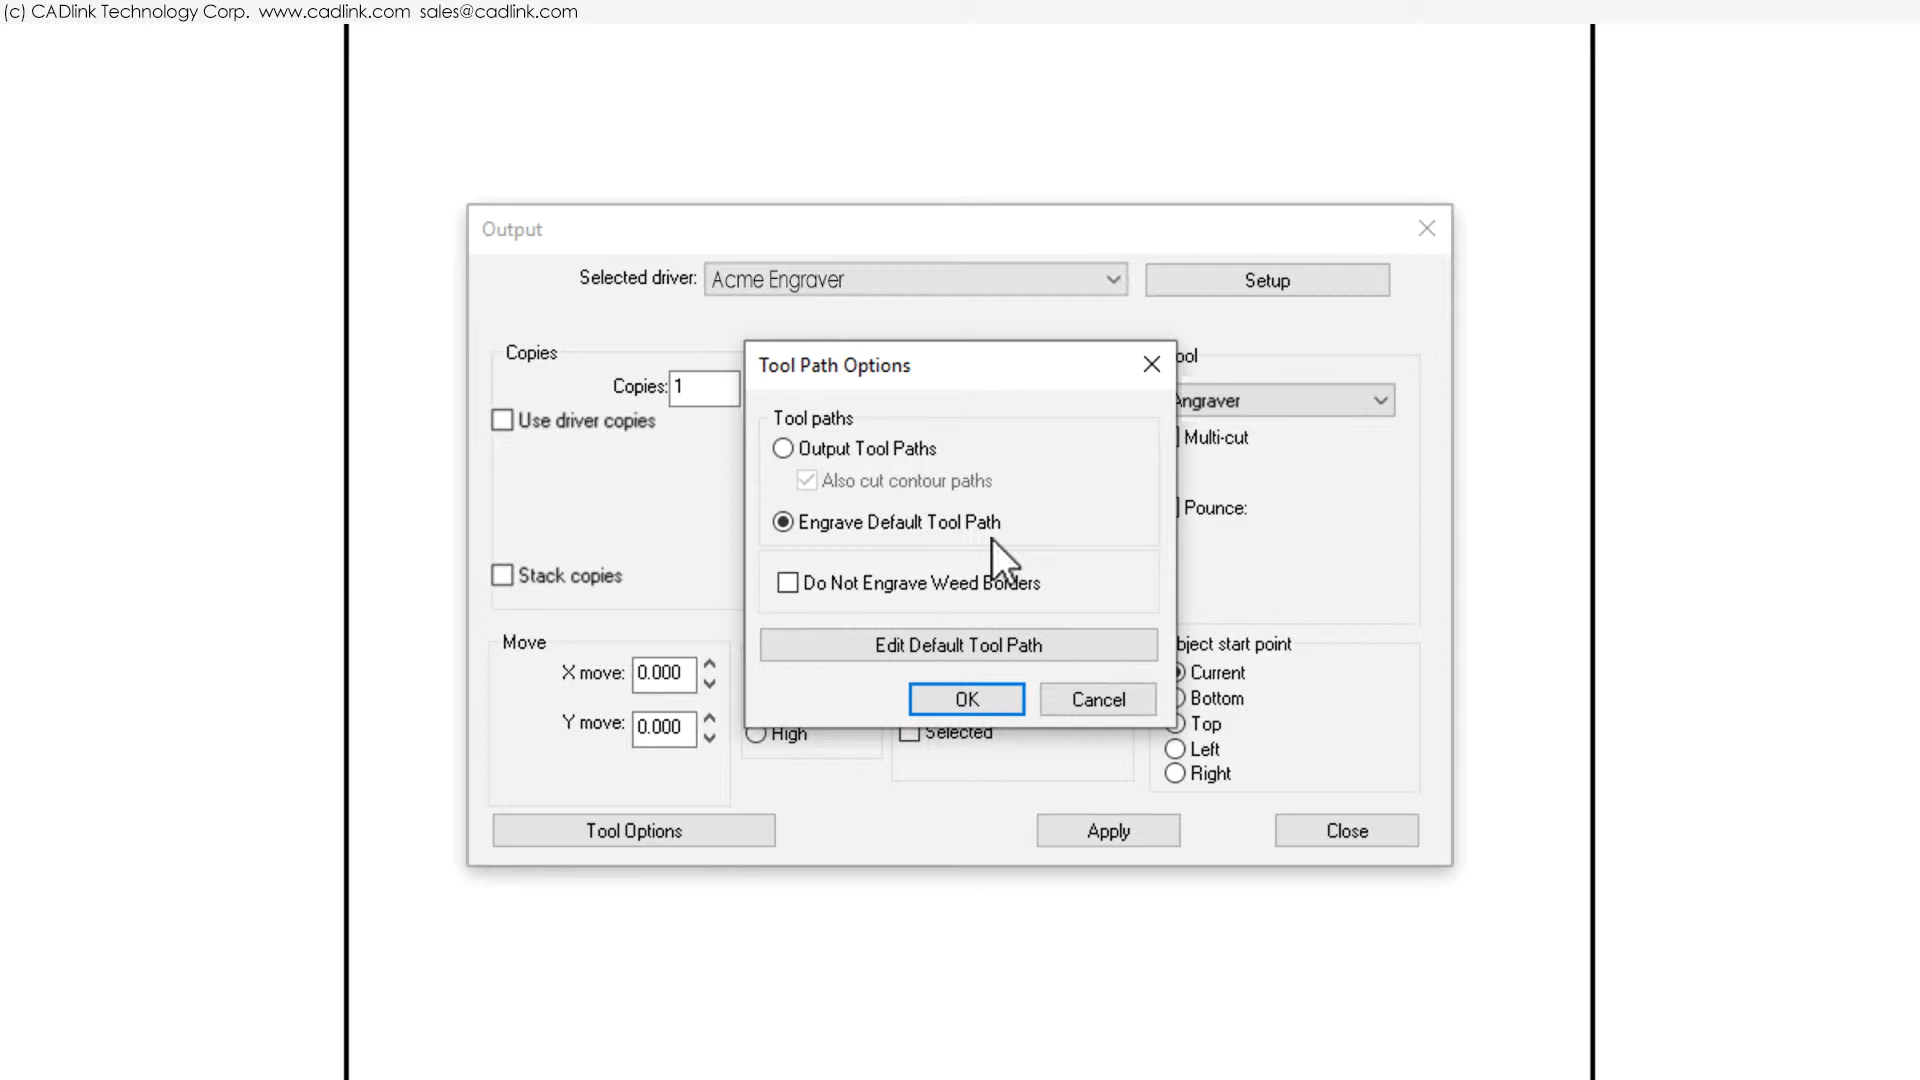 (c) CADlink Technology Corp.  www.cadlink.com  sales@cadlink.com
Output
Selected driver: Acme Engraver
Setup
Copies
Copies: 1
Use driver copies
Stack copies
Tool Path Options
Tool paths
Output Tool Paths
Also cut contour paths
Engrave Default Tool Path
Do Not Engrave Weed Borders
Edit Default Tool Path
OK
Cancel
ool
Angraver
Multi-cut
Pounce:
Move
X move: 0.000
Y move: 0.000
High
Selected
bject start point
Current
Bottom
Top
Left
Right
Tool Options
Apply
Close